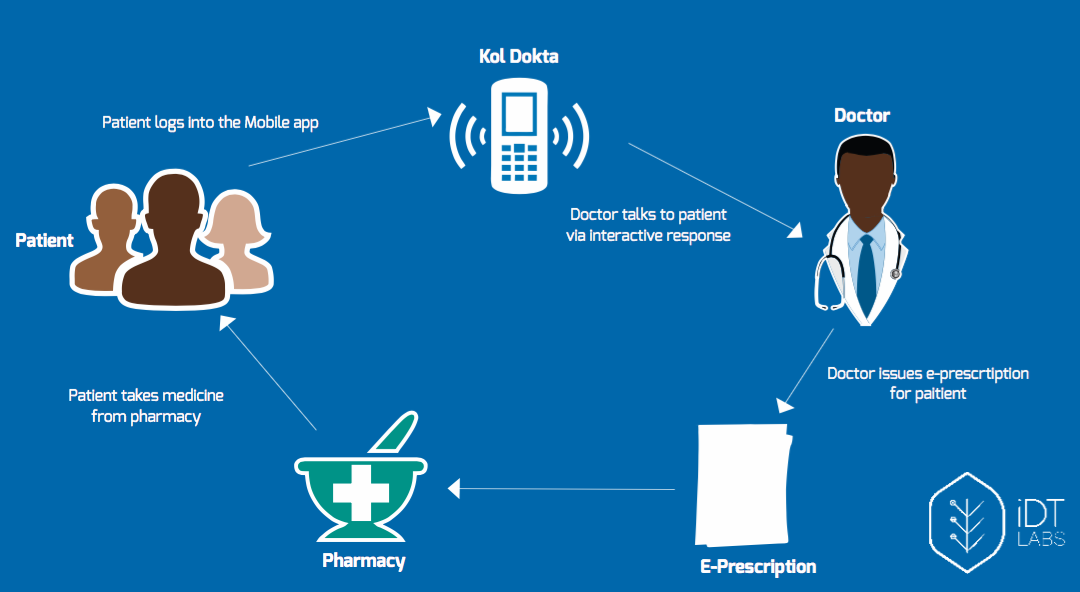 Kol Dokta
Patient logs into the Mobile app
Doctor
Doctor talks to patient
via interactive response
Patient
Doctor issues e-prescrtiption
for paitient
Patient takes medicine
from pharmacy
iDT
LABS
Pharmacy
E-Prescription